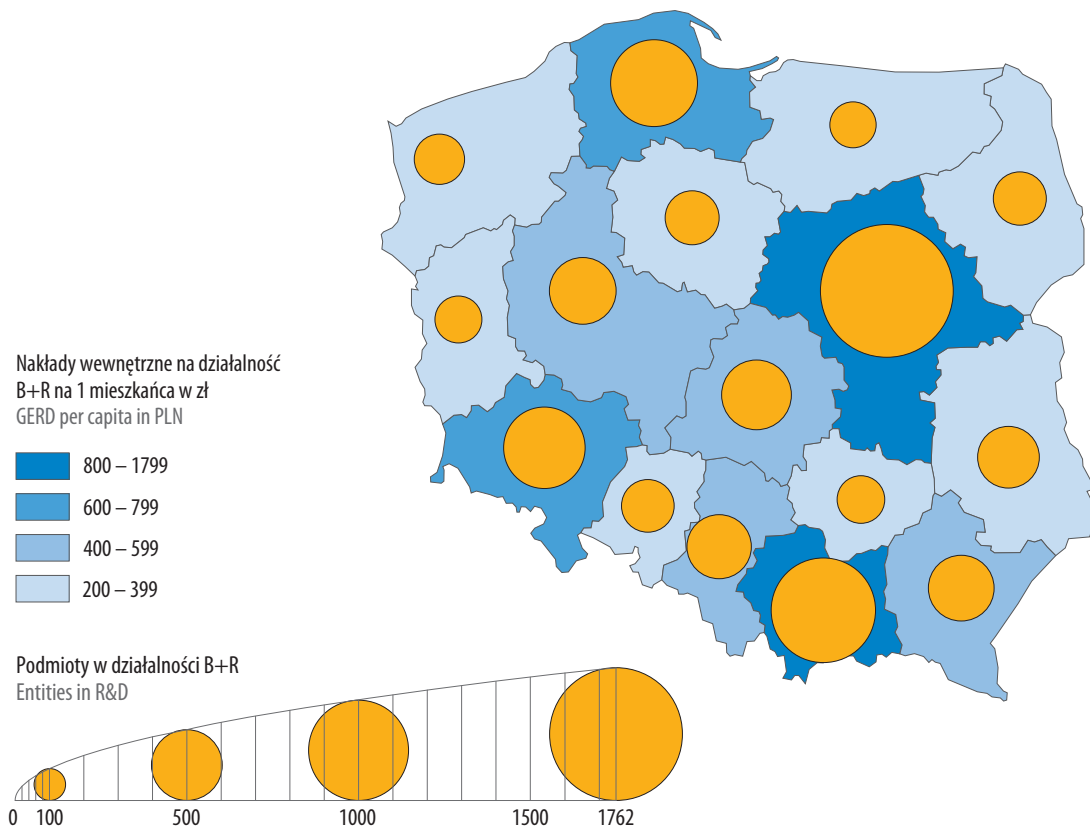 Nakłady wewnętrzne na działalność
B+R na 1 mieszkańca w zł
GERD per capita in PLN
800 – 1799
600 – 799
400 – 599
200 – 399
Podmioty w działalności B+R
Entities in R&D
0 100 500 1000 1500 1762